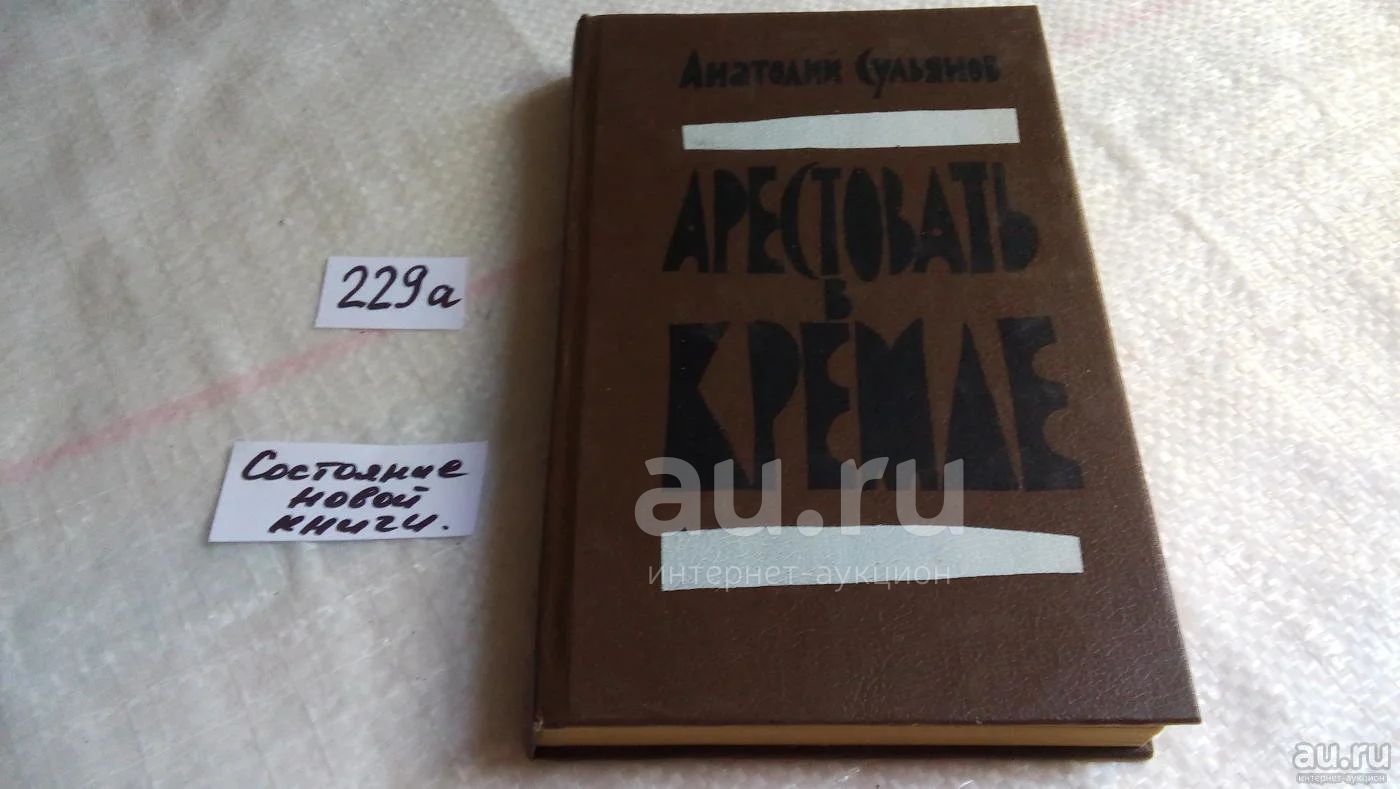 Анатолий Сульянов
АРЕСТОВАТЬ
В
КРЕМЛЕ
229а
Состояние
новой
книги.
au.ru
интернет-аукцион
au.ru
интернет-аукцион